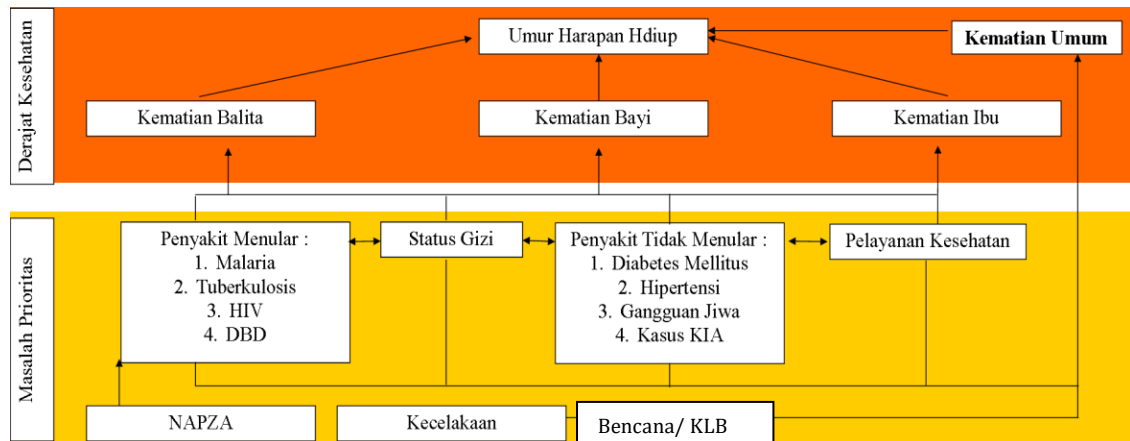 Derajat Kesehatan
Umur Harapan Hdiup
Kematian Umum
Kematian Balita
Kematian Bayi
Kematian Ibu
Masalah Prioritas
Penyakit Menular :
1. Malaria
2. Tuberkulosis
3. HIV
4. DBD
Status Gizi
Penyakit Tidak Menular :
1. Diabetes Mellitus
2. Hipertensi
3. Gangguan Jiwa
4. Kasus KIA
Pelayanan Kesehatan
NAPZA
Kecelakaan
Bencana/ KLB